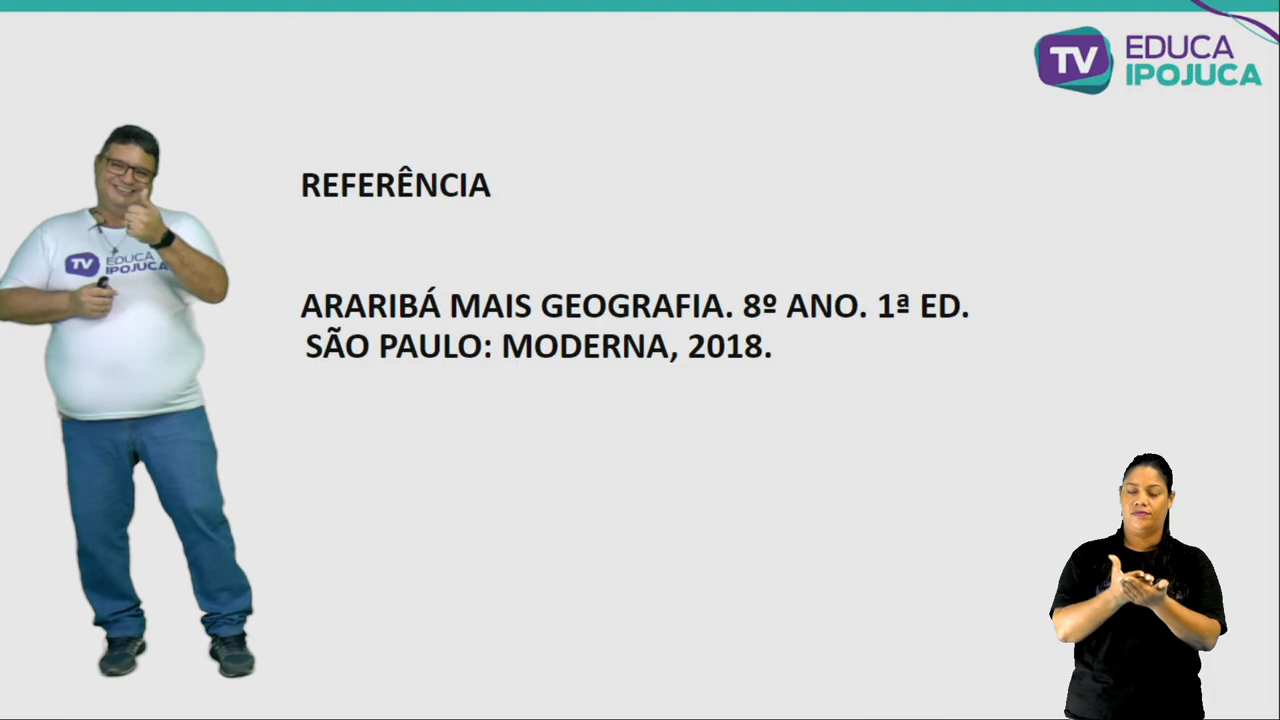 TV EDUCA
IPOJUCA
REFERÊNCIA
TV EDUCA
IPOJUCA
ARARIBÁ MAIS GEOGRAFIA. 8º ANO. 1ª ED.
SÃO PAULO: MODERNA, 2018.